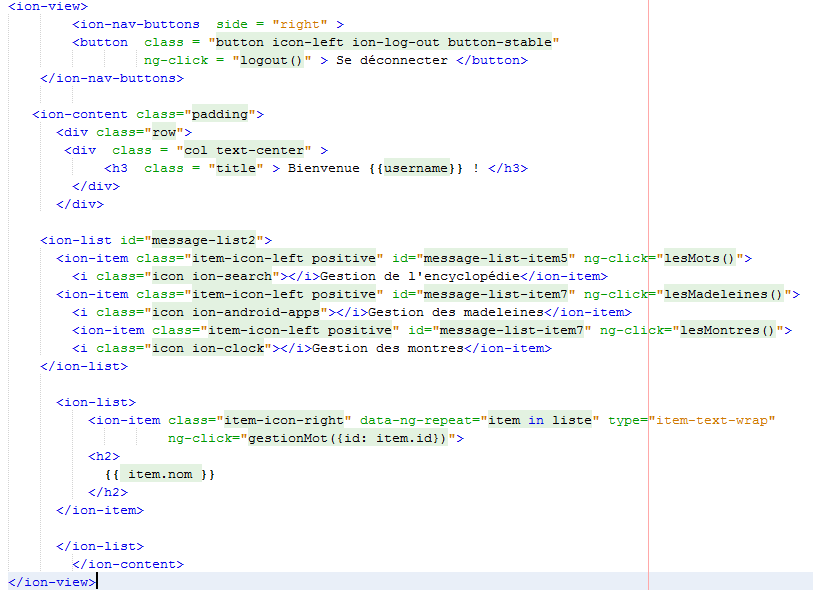 <ion-view>
<ion-nav-buttons  side = "right" >
<button  class = "button icon-left ion-log-out button-stable"
ng-click = "logout()" > Se déconnecter </button>
</ion-nav-buttons>
<ion-content class="padding">
<div class="row">
<div  class = "col text-center" >
<h3  class = "title" > Bienvenue {{username}} ! </h3>
</div>
</div>
<ion-list id="message-list2">
<ion-item class="item-icon-left positive" id="message-list-item5" ng-click="lesMots()">
<i class="icon ion-search"></i>Gestion de l'encyclopédie</ion-item>
<ion-item class="item-icon-left positive" id="message-list-item7" ng-click="lesMadeleines()">
<i class="icon ion-android-apps"></i>Gestion des madeleines</ion-item>
<ion-item class="item-icon-left positive" id="message-list-item7" ng-click="lesMontres()">
<i class="icon ion-clock"></i>Gestion des montres</ion-item>
</ion-list>
<ion-list>
<ion-item class="item-icon-right" data-ng-repeat="item in liste" type="item-text-wrap"
ng-click="gestionMot({id: item.id})">
<h2>
{{ item.nom }}
</h2>
</ion-item>
</ion-list>
</ion-content>
</ion-view>